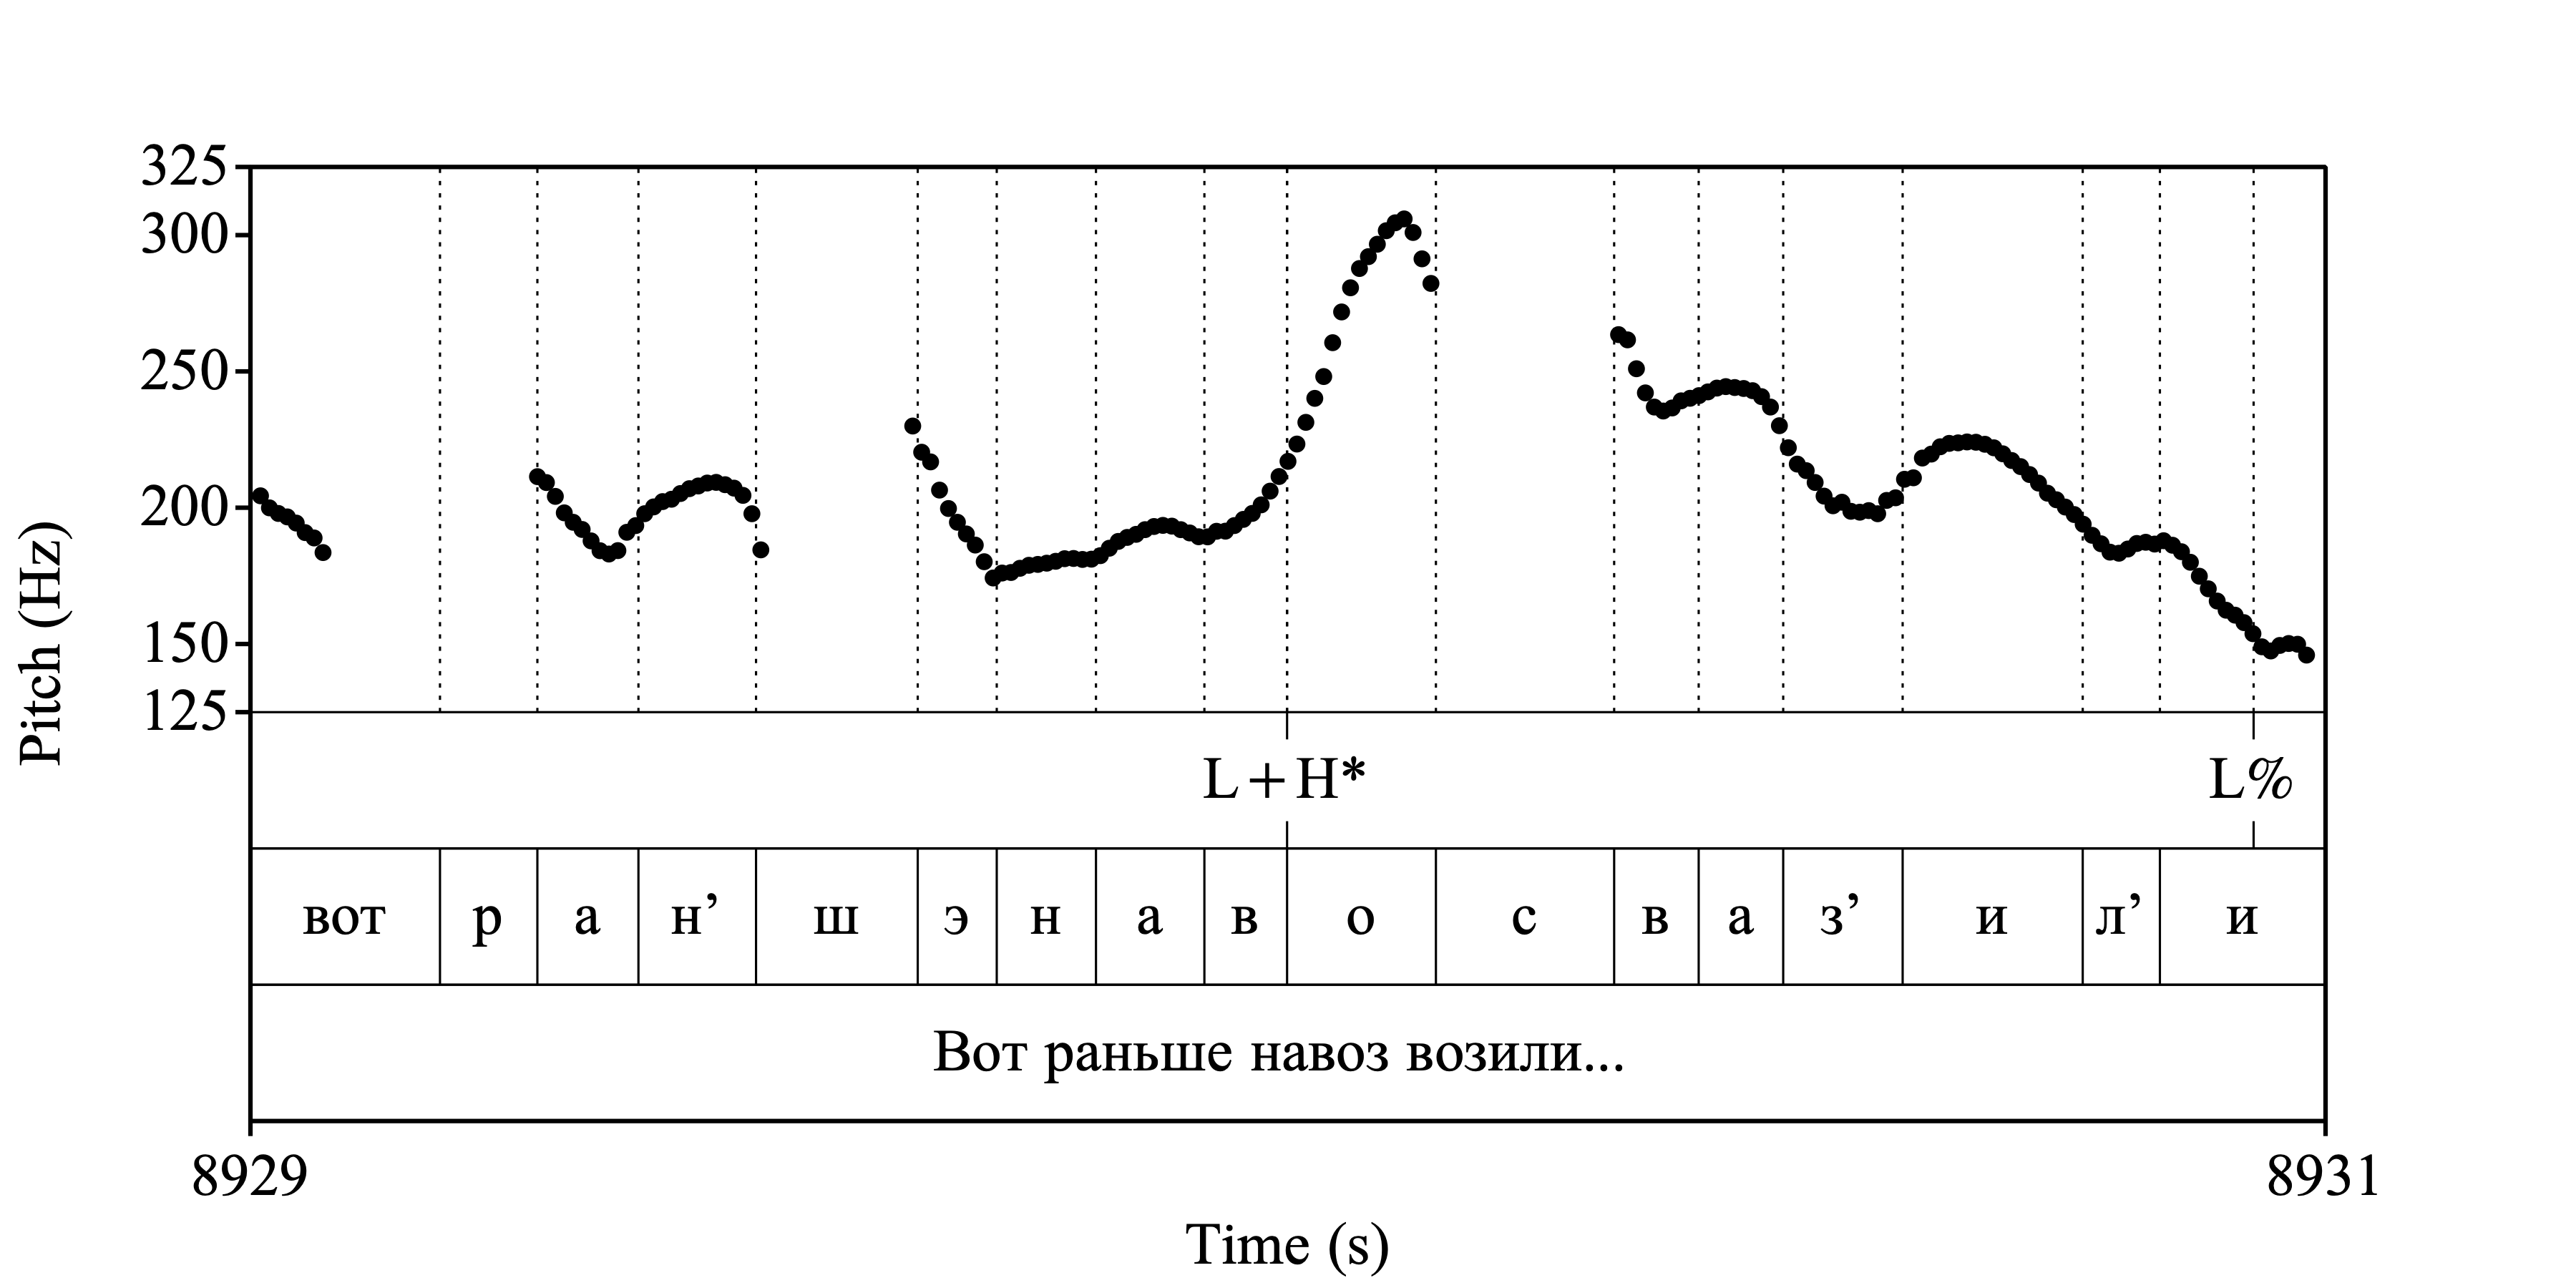 325
300
250
200
150
125
Pitch (Hz)
L+H* L%
вот р а н’ ш э н а в о с в а з’ и л’ и
Вот раньше навоз возили...
8929 8931
Time (s)